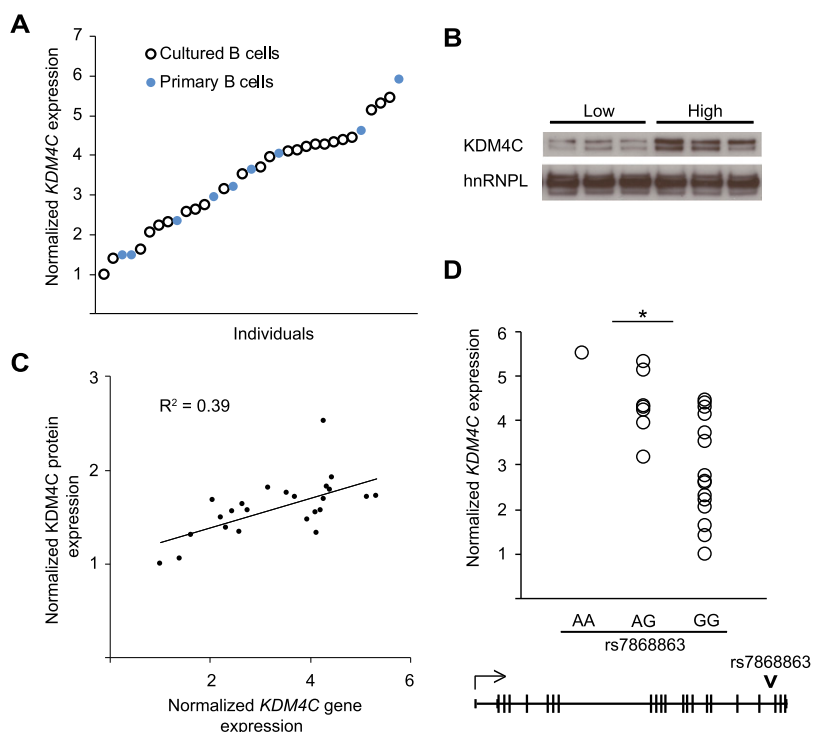 A
Normalized KDM4C expression
7
6
5
4
3
2
1
Cultured B cells
Primary B cells
Individuals
B
Low High
KDM4C
hnRNPL
C
Normalized KDM4C protein
expression
3
2
1
R² = 0.39
2 4 6
Normalized KDM4C gene
expression
D
Normalized KDM4C expression
6
5
4
3
2
1
*
AA AG GG
rs7868863
rs7868863